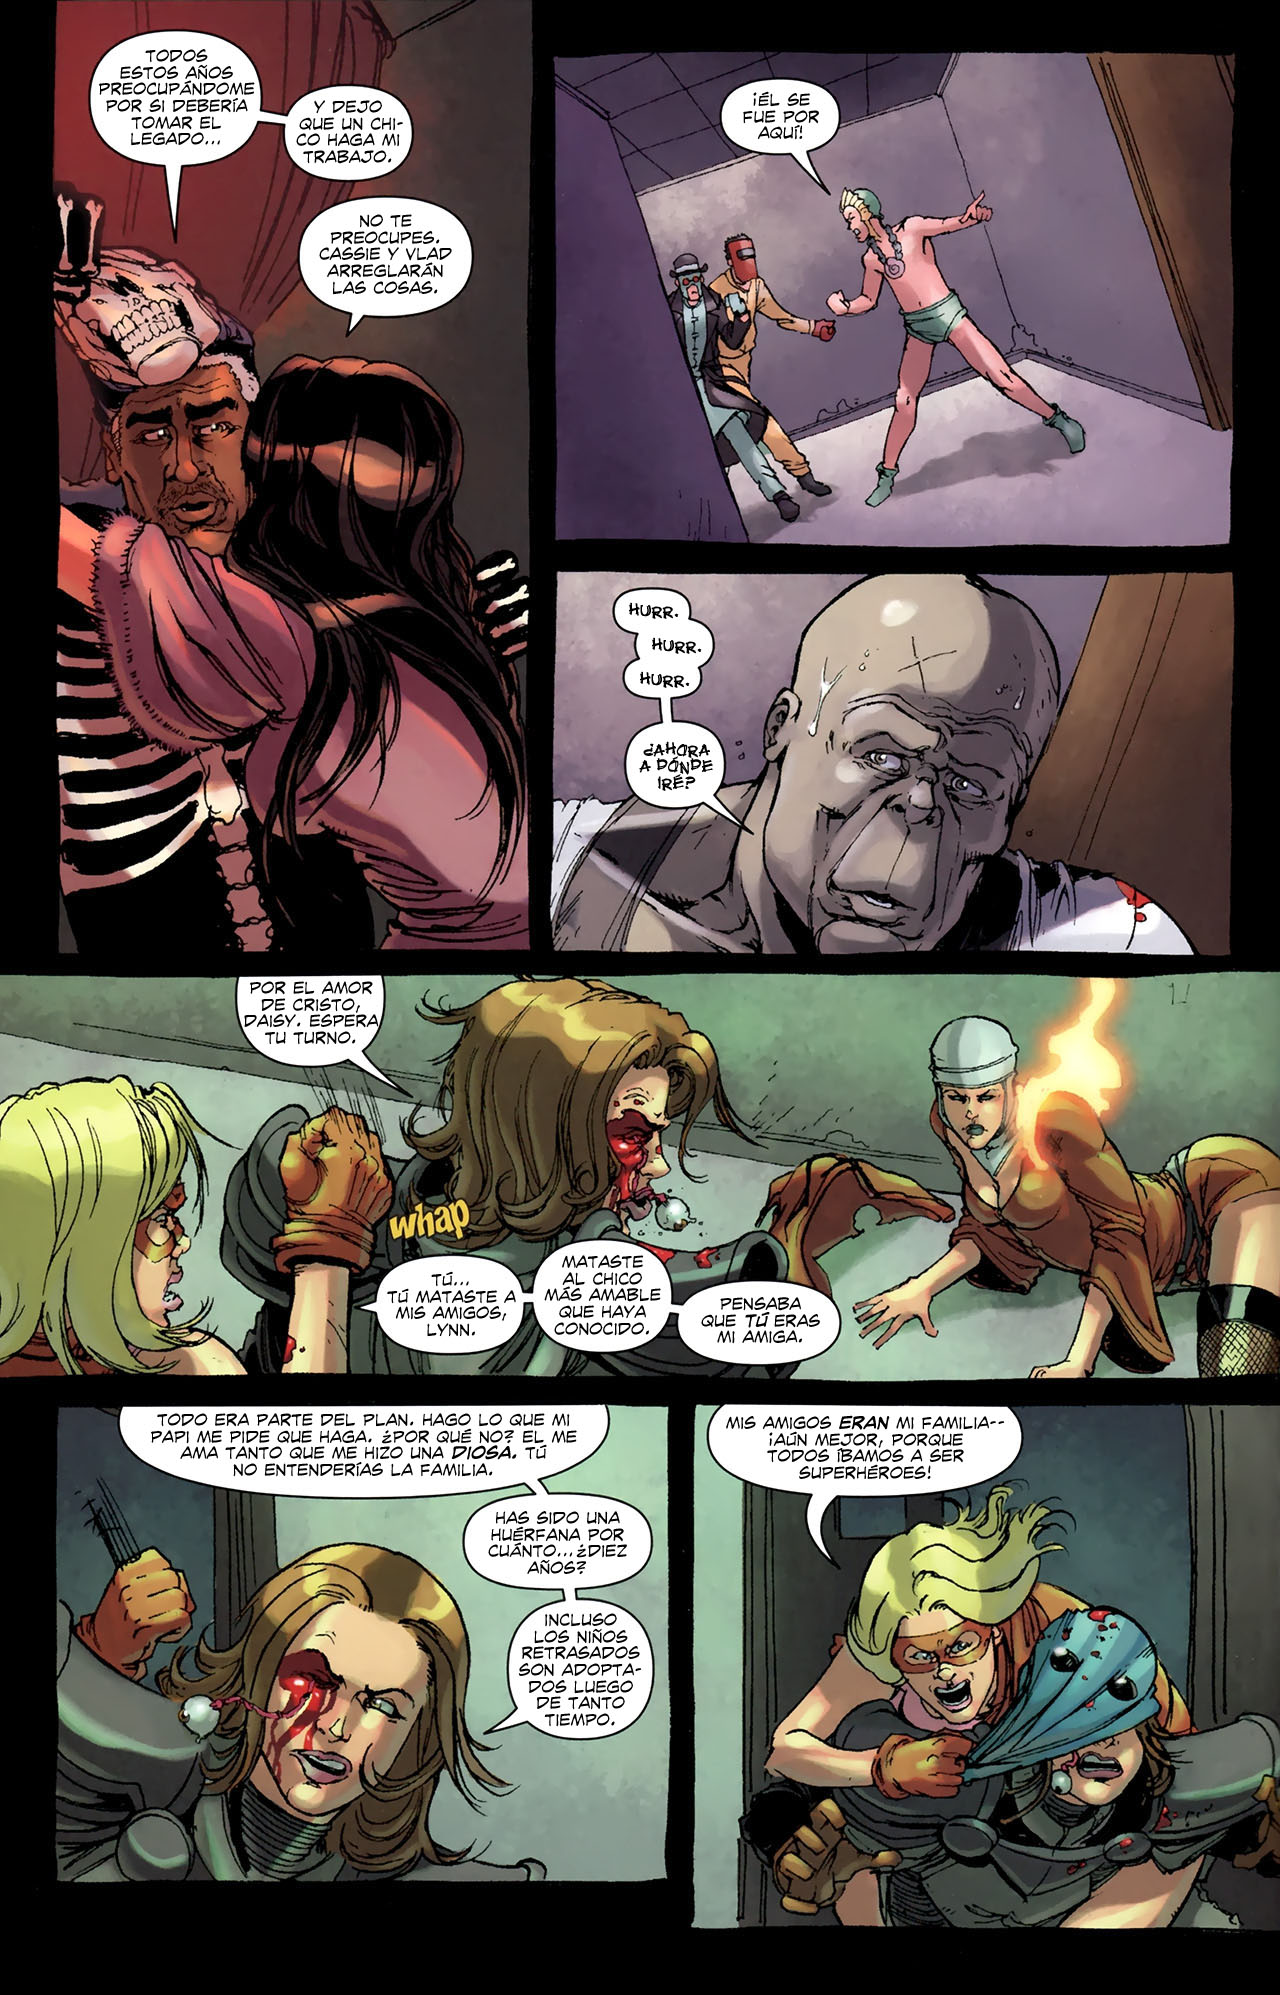 TODOS
ESTOS AÑOS
PREOCUPÁNDOME
POR SI DEBERÍA
TOMAR EL
LEGADO...
Y DEJO
QUE UN CHI-
CO HAGA MI
TRABAJO.
NO TE
PREOCUPES.
CASSIE Y VLAD
ARREGLARÁN
LAS COSAS.
¡ÉL SE
FUE POR
AQUÍ!
HURR.
HURR.
HURR.
¿AHORA
A DÓNDE
IRÉ?
POR EL AMOR
DE CRISTO,
DAISY. ESPERA
TU TURNO.
whap
TÚ...
TÚ MATASTE A
MIS AMIGOS,
LYNN.
MATASTE
AL CHICO
MÁS AMABLE
QUE HAYA
CONOCIDO.
PENSABA
QUE TÚ ERAS
MI AMIGA.
TODO ERA PARTE DEL PLAN. HAGO LO QUE MI
PAPI ME PIDE QUE HAGA. ¿POR QUÉ NO? EL ME
AMA TANTO QUE ME HIZO UNA DIOSA. TÚ
NO ENTENDERÍAS LA FAMILIA.
HAS SIDO UNA
HUÉRFANA POR
CUÁNTO... ¿DIEZ
AÑOS?
INCLUSO
LOS NIÑOS
RETRASADOS
SON ADOPTA-
DOS LUEGO
DE TANTO
TIEMPO.
MIS AMIGOS ERAN MI FAMILIA--
¡AÚN MEJOR, PORQUE
TODOS ÍBAMOS A SER
SUPERHÉROES!